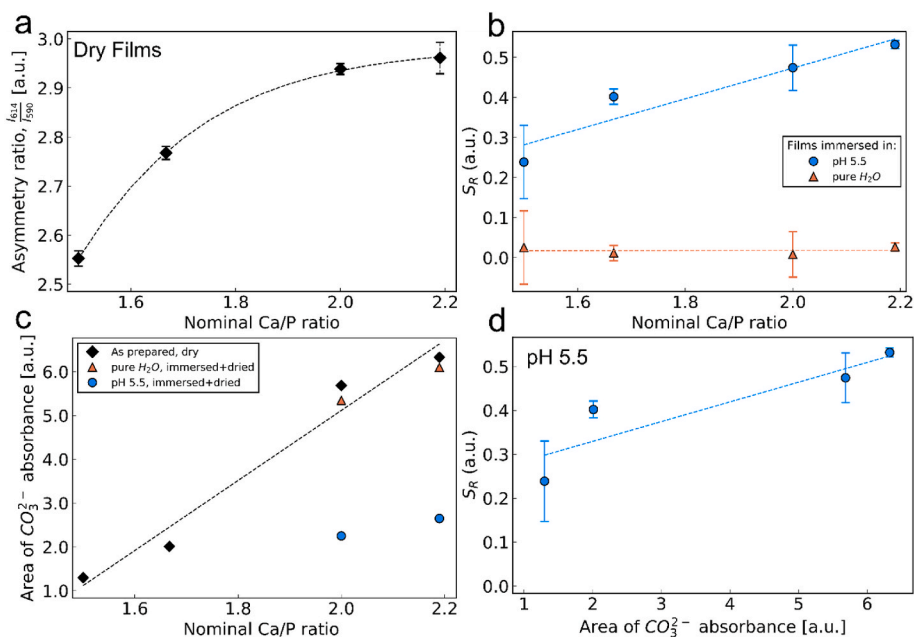 a
Dry Films
Asymmetry ratio, I614/I590 [a.u.]
3.0
2.9
2.8
2.7
2.6
2.5
1.6 1.8 2.0 2.2
Nominal Ca/P ratio
b
SR (a.u.)
0.5
0.4
0.3
0.2
0.1
0.0
Films immersed in:
pH 5.5
pure H2O
1.6 1.8 2.0 2.2
Nominal Ca/P ratio
c
Area of CO3^2- absorbance [a.u.]
As prepared, dry
pure H2O, immersed+dried
pH 5.5, immersed+dried
6.0
5.0
4.0
3.0
2.0
1.0
1.6 1.8 2.0 2.2
Nominal Ca/P ratio
d
pH 5.5
SR (a.u.)
0.5
0.4
0.3
0.2
0.1
0.0
1 2 3 4 5 6
Area of CO3^2- absorbance [a.u.]